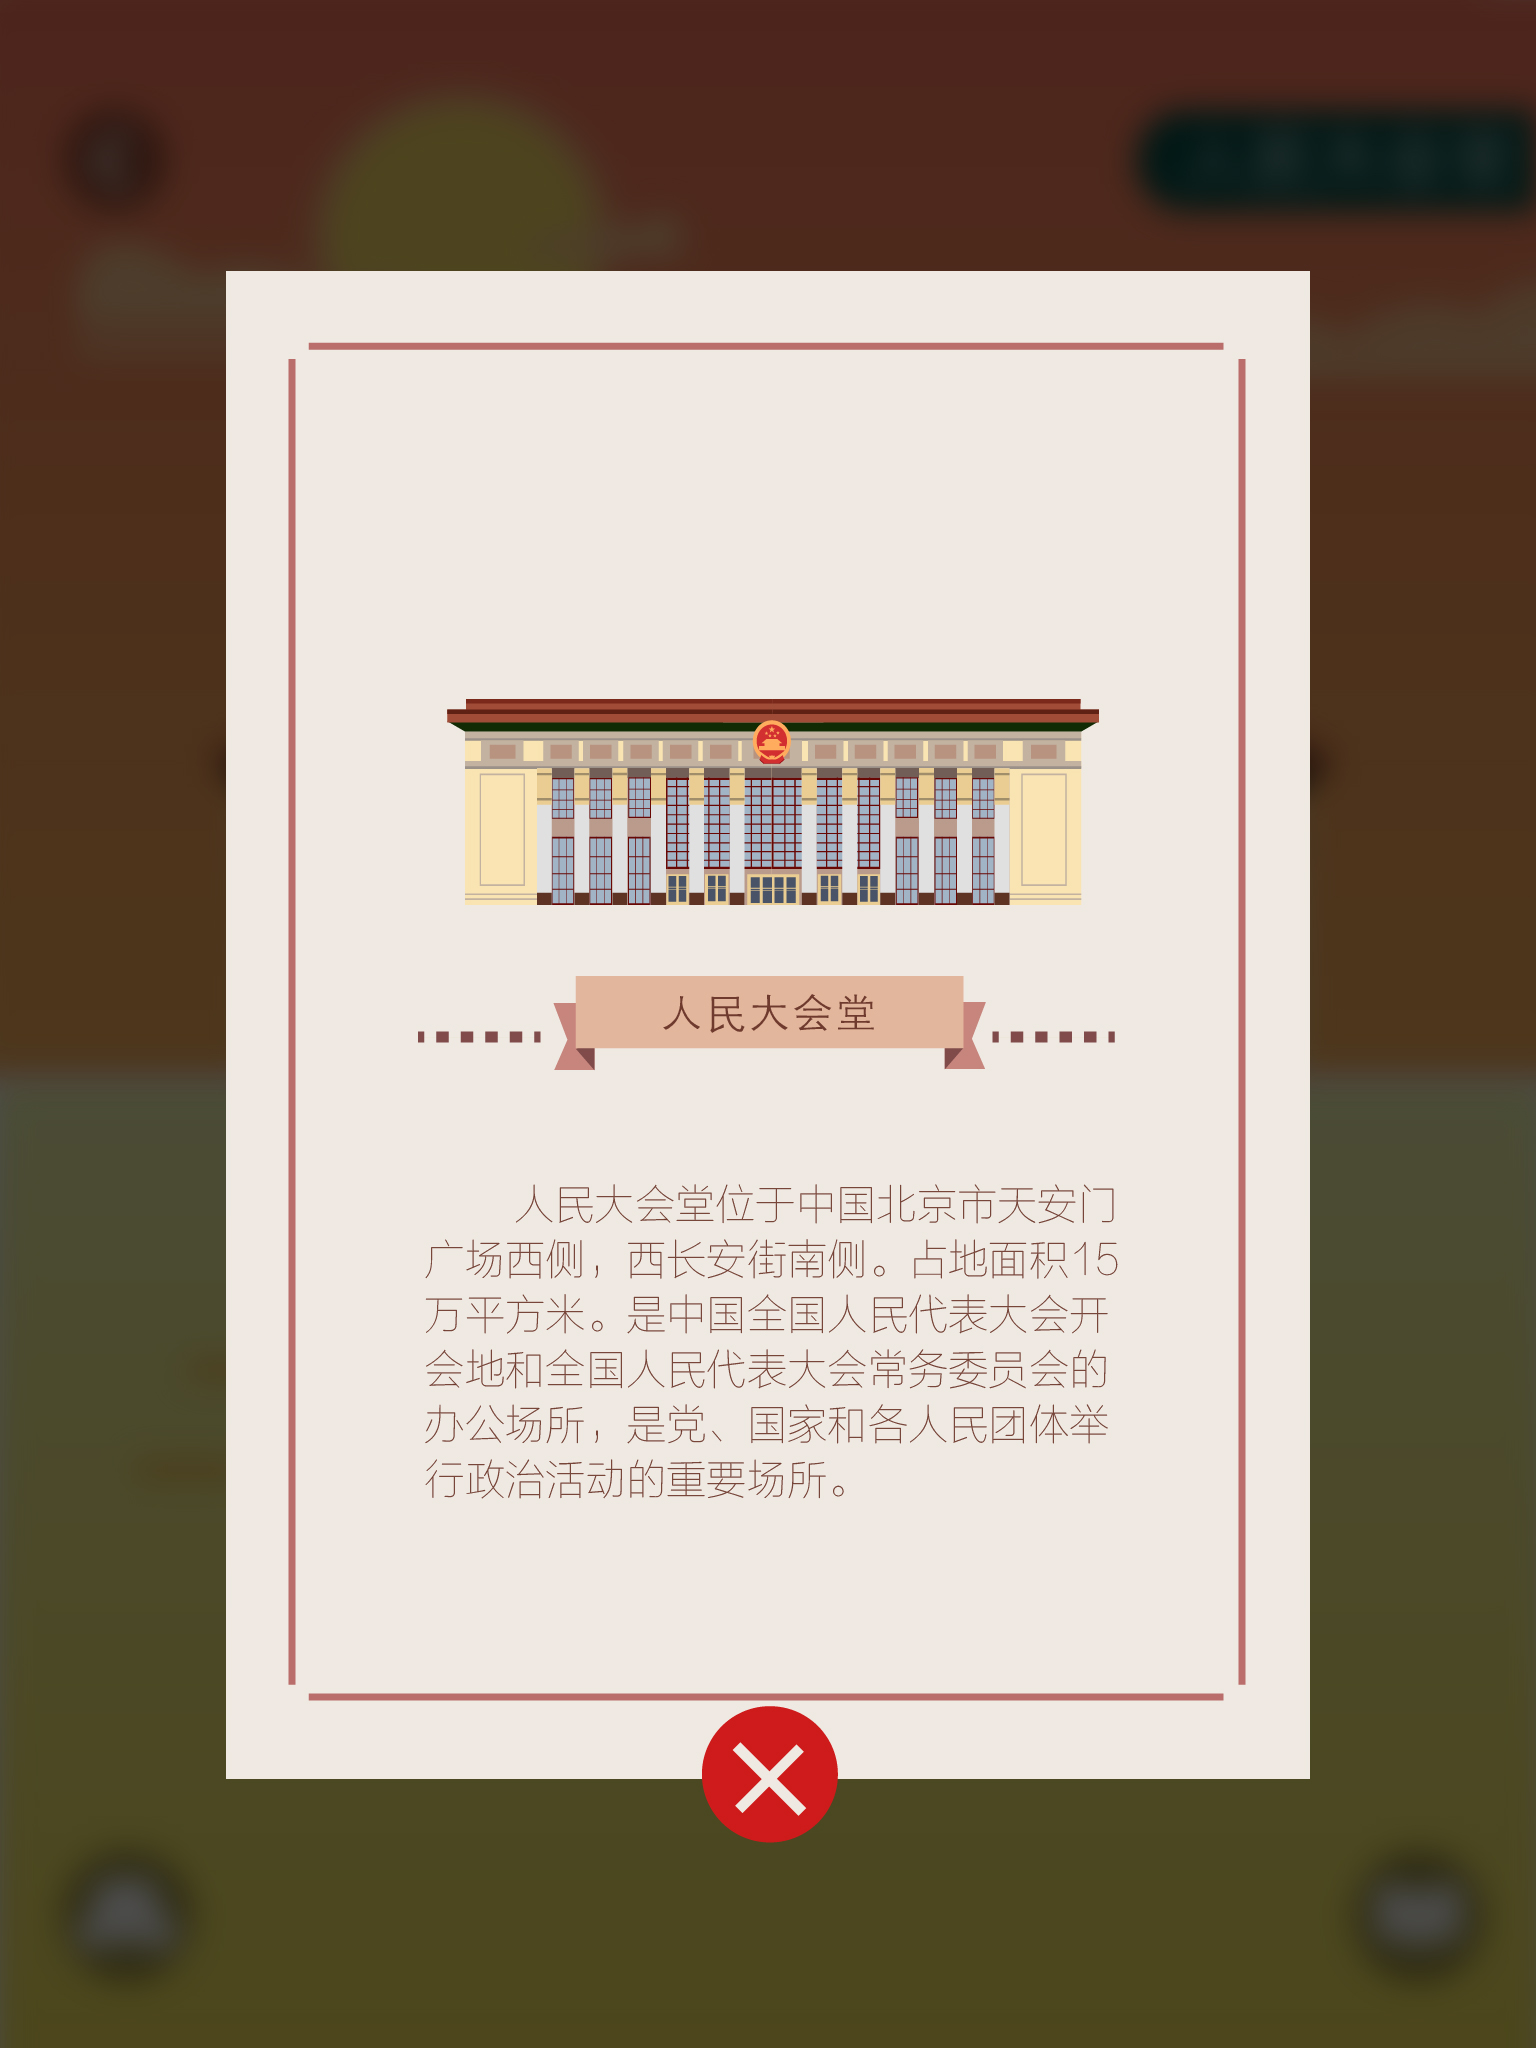 人民大会堂
人民大会堂位于中国北京市天安门
广场西侧，西长安街南侧。占地面积15
万平方米。是中国全国人民代表大会开
会地和全国人民代表大会常务委员会的
办公场所，是党、国家和各人民团体举
行政治活动的重要场所。